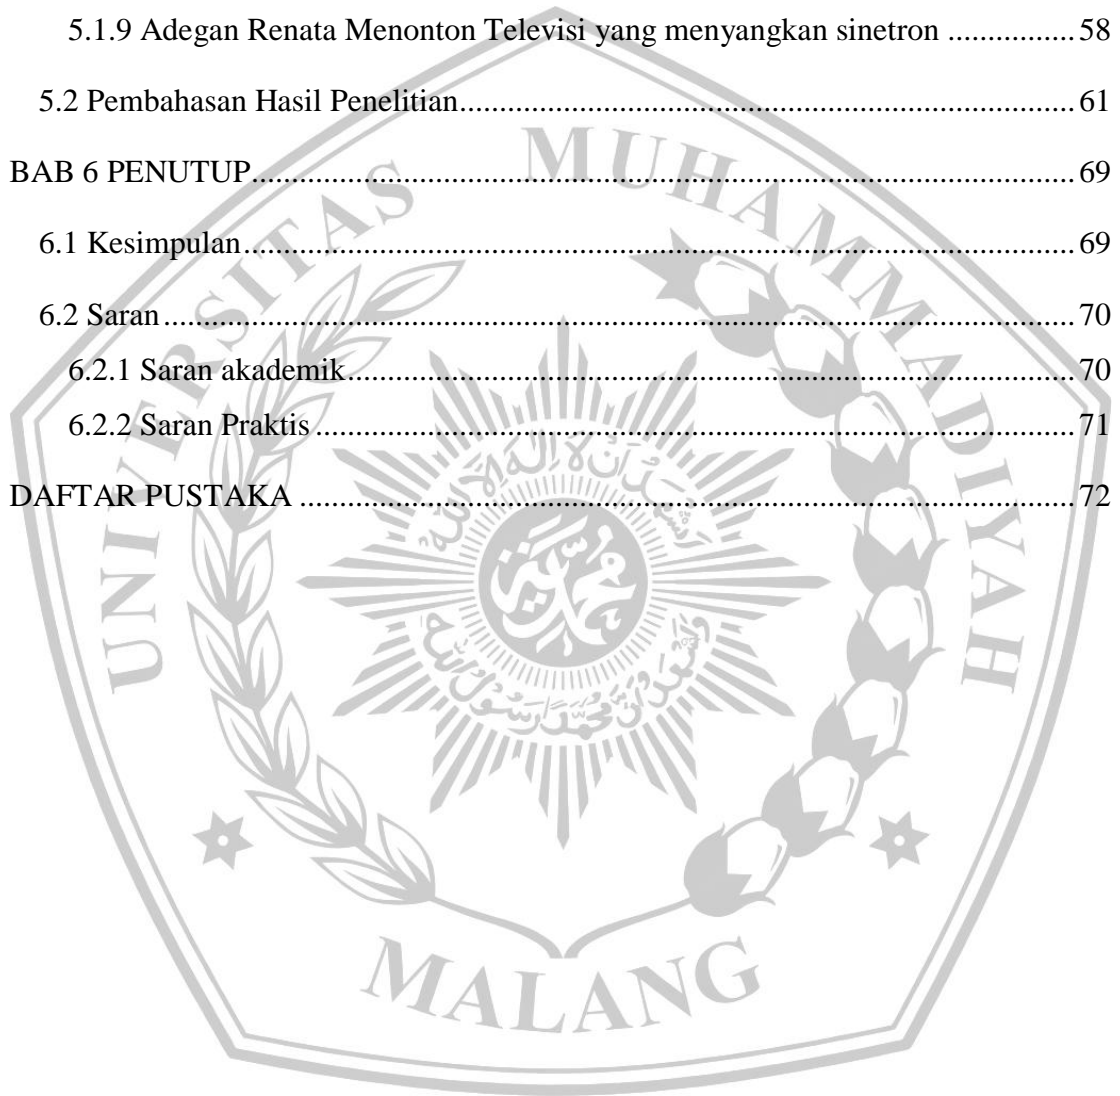 5.1.9 Adegan Renata Menonton Televisi yang menyangkan sinetron ................ 58
5.2 Pembahasan Hasil Penelitian.............................................................................. 61
BAB 6 PENUTUP.................................................................................................... 69
6.1 Kesimpulan......................................................................................................... 69
6.2 Saran ................................................................................................................... 70
6.2.1 Saran akademik............................................................................................ 70
6.2.2 Saran Praktis ................................................................................................ 71
DAFTAR PUSTAKA .............................................................................................. 72
UNIVERSITAS MUHAMMADIYAH
MALANG